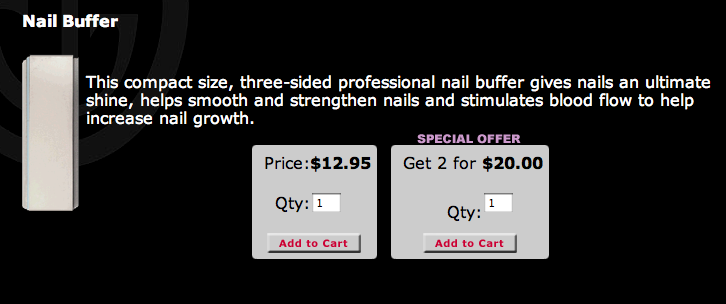 Nail Buffer
This compact size, three-sided professional nail buffer gives nails an ultimate
shine, helps smooth and strengthen nails and stimulates blood flow to help
increase nail growth.
SPECIAL OFFER
Price:$12.95
Get 2 for $20.00
Qty: 1
Qty: 1
Add to Cart
Add to Cart